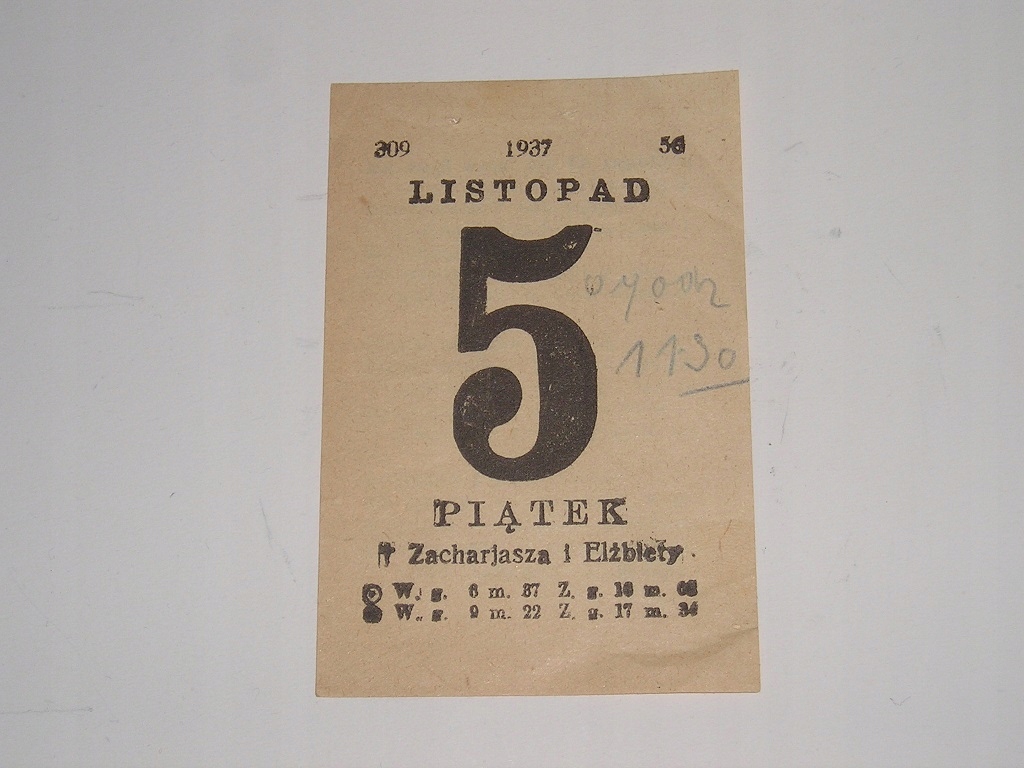 309 1937 56
LISTOPAD
5
1130
PIĄTEK
† Zacharjasza i Elżbiety.
W. g. 6 m. 37 Z. g. 16 m. 05
W. g. 9 m. 22 Z. g. 17 m. 34